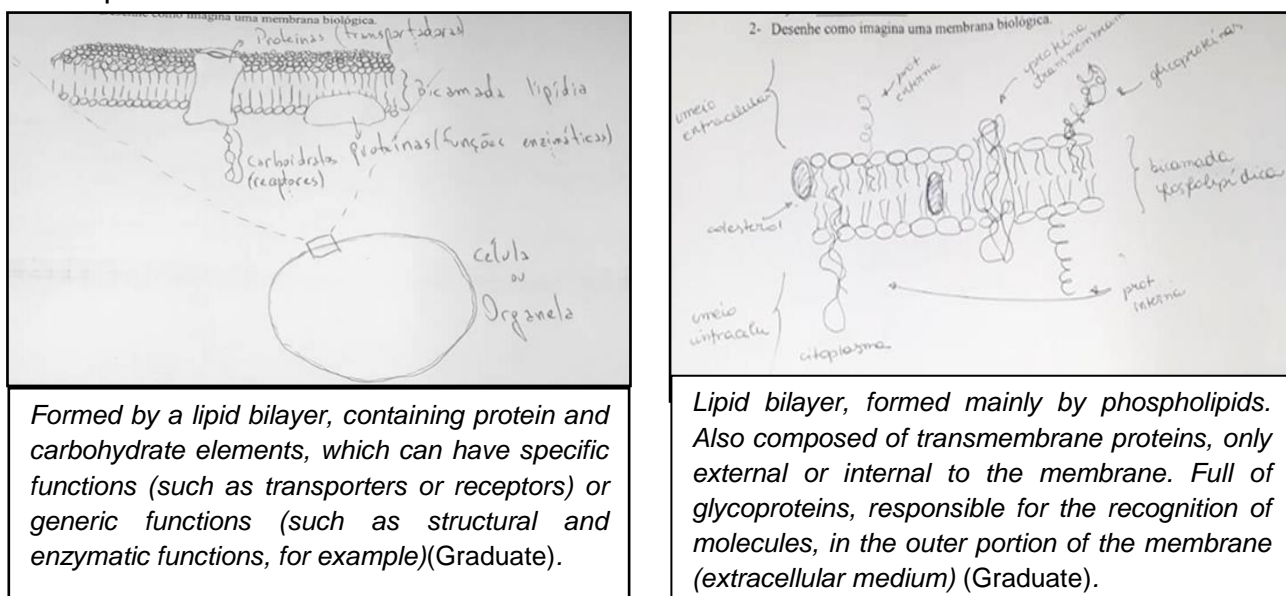 Desenhe como imagina uma membrana biológica.
Proteínas (transportadoras)
Bicamada lipídia
proteínas (funções enzimáticas)
Carboidratos
(receptores)
célula
ou
Organela
Formed by a lipid bilayer, containing protein and
carbohydrate elements, which can have specific
functions (such as transporters or receptors) or
generic functions (such as structural and
enzymatic functions, for example)(Graduate).
2- Desenhe como imagina uma membrana biológica.
meio
extracelular
prot
externa
proteína
glicoproteínas
bicamada
fosfolipídica
colesterol
meio
intracelu
citoplasma
prot
interna
Lipid bilayer, formed mainly by phospholipids.
Also composed of transmembrane proteins, only
external or internal to the membrane. Full of
glycoproteins, responsible for the recognition of
molecules, in the outer portion of the membrane
(extracellular medium) (Graduate).